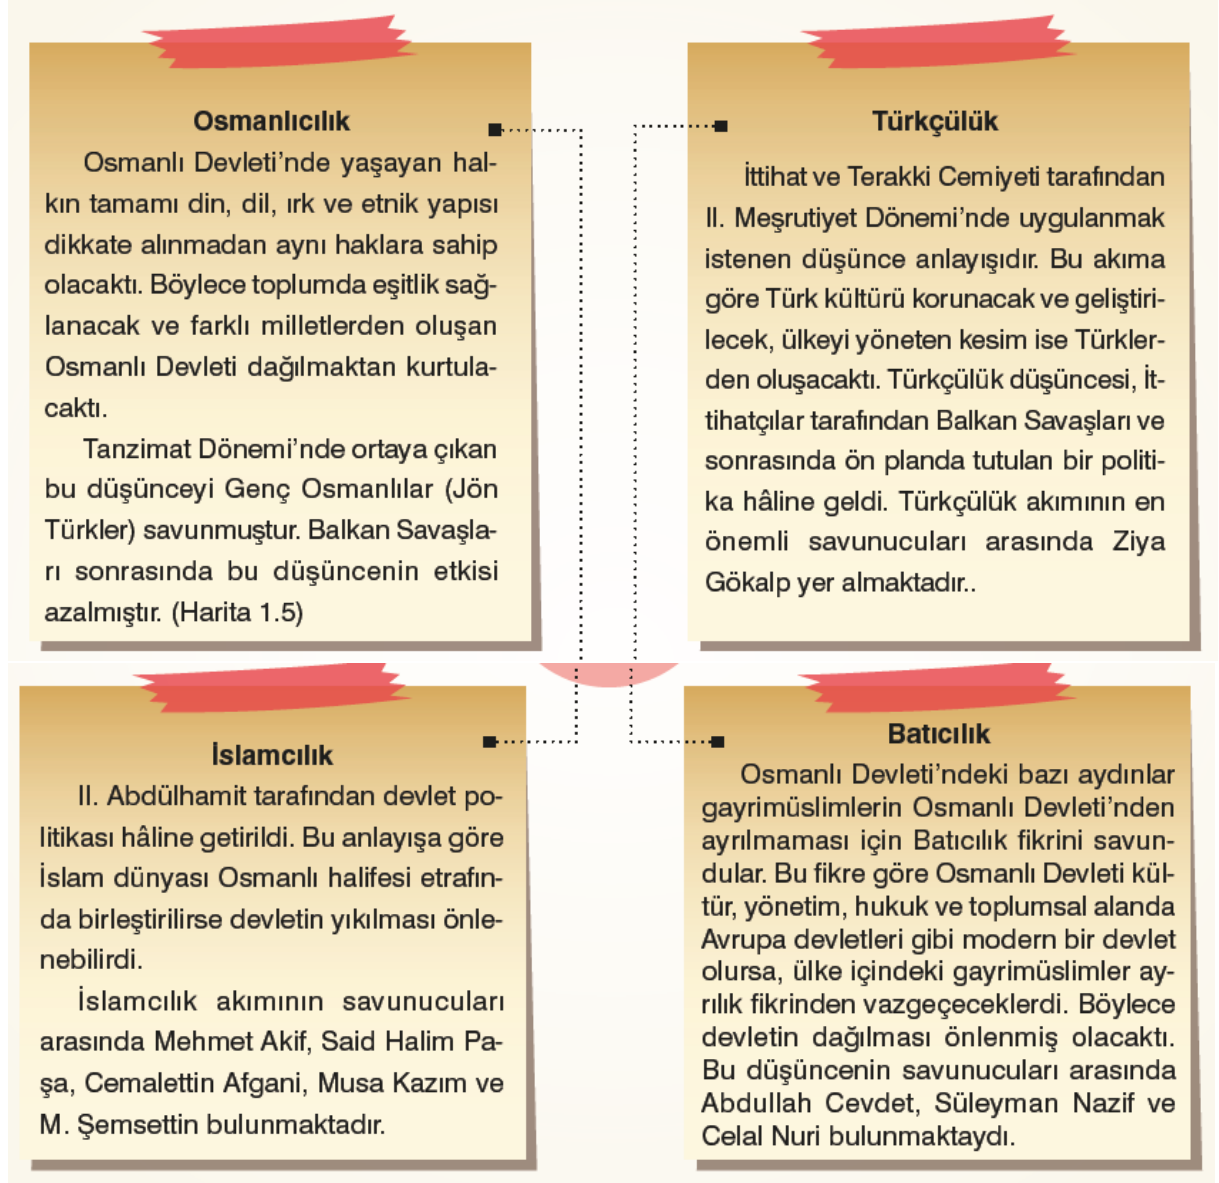 Osmanlıcılık
Osmanlı Devleti’nde yaşayan hal-
kın tamamı din, dil, ırk ve etnik yapısı
dikkate alınmadan aynı haklara sahip
olacaktı. Böylece toplumda eşitlik sağ-
lanacak ve farklı milletlerden oluşan
Osmanlı Devleti dağılmaktan kurtula-
caktı.
Tanzimat Dönemi’nde ortaya çıkan
bu düşünceyi Genç Osmanlılar (Jön
Türkler) savunmuştur. Balkan Savaşla-
rı sonrasında bu düşüncenin etkisi
azalmıştır. (Harita 1.5)
Türkçülük
İttihat ve Terakki Cemiyeti tarafından
II. Meşrutiyet Dönemi’nde uygulanmak
istenen düşünce anlayışıdır. Bu akıma
göre Türk kültürü korunacak ve geliştiri-
lecek, ülkeyi yöneten kesim ise Türkler-
den oluşacaktı. Türkçülük düşüncesi, İt-
tihatçılar tarafından Balkan Savaşları ve
sonrasında ön planda tutulan bir politi-
ka hâline geldi. Türkçülük akımının en
önemli savunucuları arasında Ziya
Gökalp yer almaktadır..
İslamcılık
II. Abdülhamit tarafından devlet po-
litikası hâline getirildi. Bu anlayışa göre
İslam dünyası Osmanlı halifesi etrafın-
da birleştirilirse devletin yıkılması önle-
nebilirdi.
İslamcılık akımının savunucuları
arasında Mehmet Akif, Said Halim Pa-
şa, Cemalettin Afgani, Musa Kazım ve
M. Şemsettin bulunmaktadır.
Batıcılık
Osmanlı Devleti’ndeki bazı aydınlar
gayrimüslimlerin Osmanlı Devleti’nden
ayrılmaması için Batıcılık fikrini savun-
dular. Bu fikre göre Osmanlı Devleti kül-
tür, yönetim, hukuk ve toplumsal alanda
Avrupa devletleri gibi modern bir devlet
olursa, ülke içindeki gayrimüslimler ay-
rılık fikrinden vazgeçeceklerdi. Böylece
devletin dağılması önlenmiş olacaktı.
Bu düşüncenin savunucuları arasında
Abdullah Cevdet, Süleyman Nazif ve
Celal Nuri bulunmaktaydı.